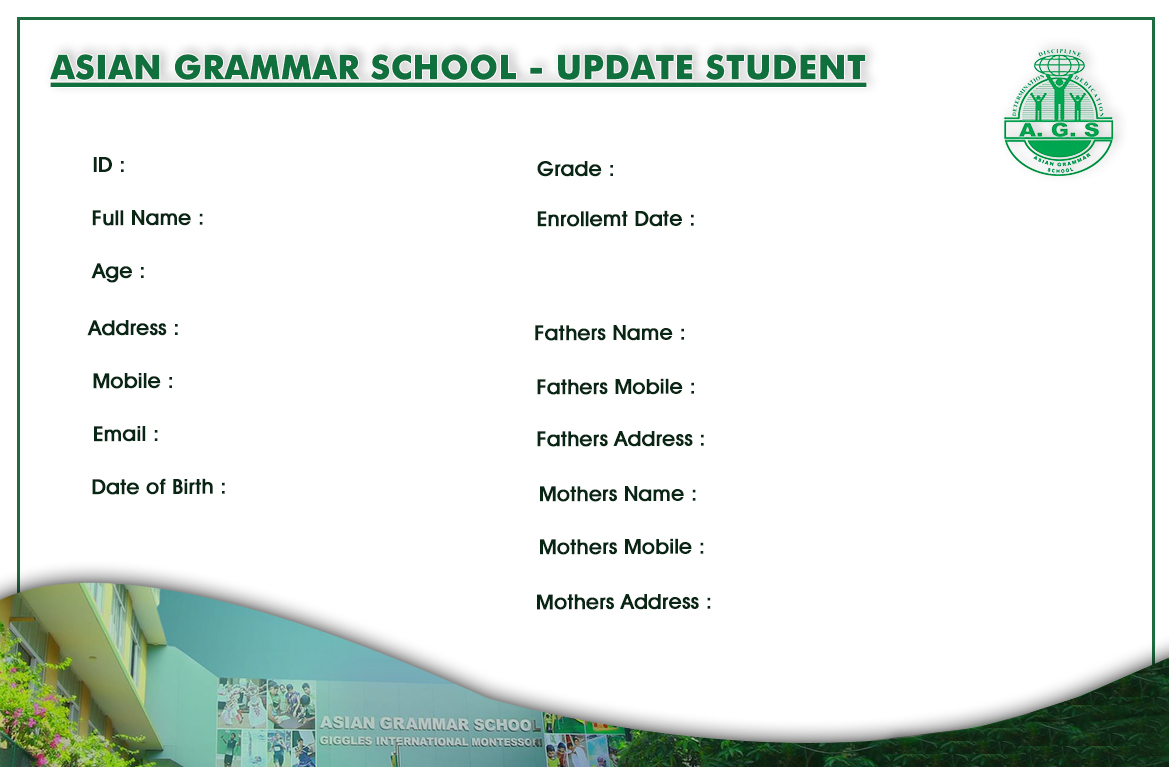 ASIAN GRAMMAR SCHOOL - UPDATE STUDENT
DISCIPLINE
DETERMINATION
DEDICATION
A. G. S
ASIAN GRAMMAR
SCHOOL
ID :
Full Name :
Age :
Address :
Mobile :
Email :
Date of Birth :
Grade :
Enrollemt Date :
Fathers Name :
Fathers Mobile :
Fathers Address :
Mothers Name :
Mothers Mobile :
Mothers Address :
ASIAN GRAMMAR SCHOOL
GIGGLES INTERNATIONAL MONTESSORI